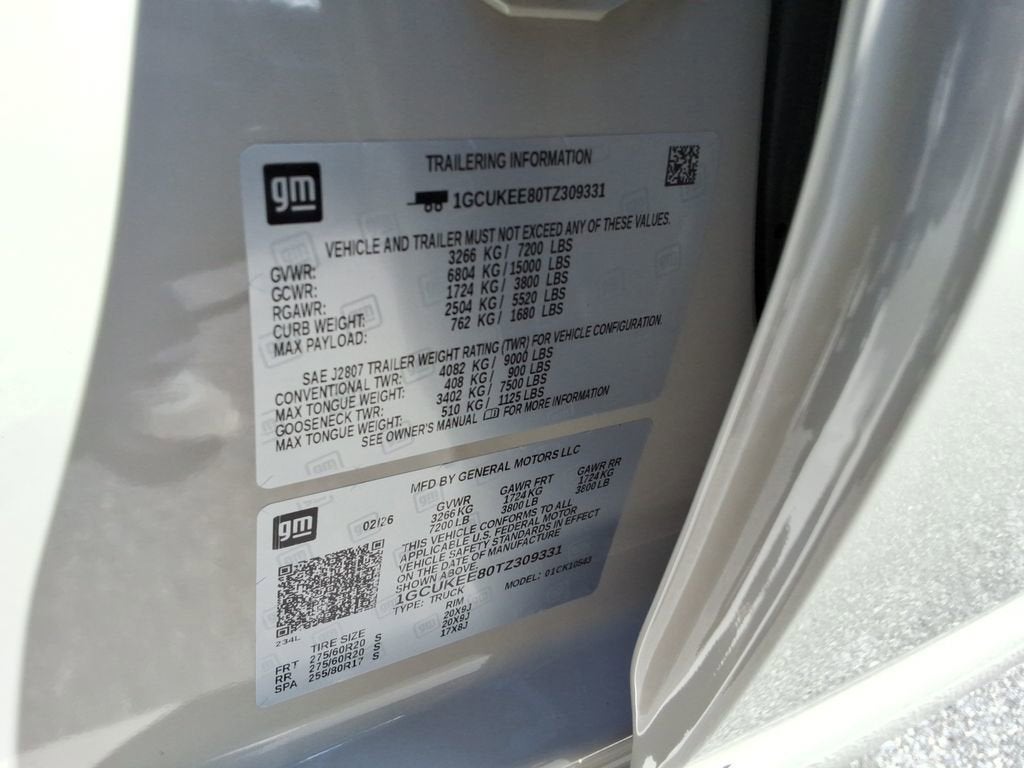 gm
TRAILERING INFORMATION
1GCUKEE80TZ309331
VEHICLE AND TRAILER MUST NOT EXCEED ANY OF THESE VALUES.
GVWR: 3266 KG / 7200 LBS
GCWR: 6804 KG / 15000 LBS
RGAWR: 1724 KG / 3800 LBS
CURB WEIGHT: 2504 KG / 5520 LBS
MAX PAYLOAD: 762 KG / 1680 LBS
SAE J2807 TRAILER WEIGHT RATING (TWR) FOR VEHICLE CONFIGURATION.
CONVENTIONAL TWR: 4082 KG / 9000 LBS
MAX TONGUE WEIGHT: 408 KG / 900 LBS
GOOSENECK TWR: 3402 KG / 7500 LBS
MAX TONGUE WEIGHT: 510 KG / 1125 LBS
SEE OWNER'S MANUAL FOR MORE INFORMATION
gm
MFD BY GENERAL MOTORS LLC
02/26 GVWR GAWR FRT GAWR RR
3266 KG 1724 KG 1724 KG
7200 LB 3800 LB 3800 LB
THIS VEHICLE CONFORMS TO ALL
APPLICABLE U.S. FEDERAL MOTOR
VEHICLE SAFETY STANDARDS IN EFFECT
ON THE DATE OF MANUFACTURE
SHOWN ABOVE.
1GCUKEE80TZ309331
TYPE: TRUCK MODEL: 01CK10543
234L
TIRE SIZE RIM
FRT 275/60R20 S 20X9J
RR 275/60R20 S 20X9J
SPA 255/80R17 S 17X8J